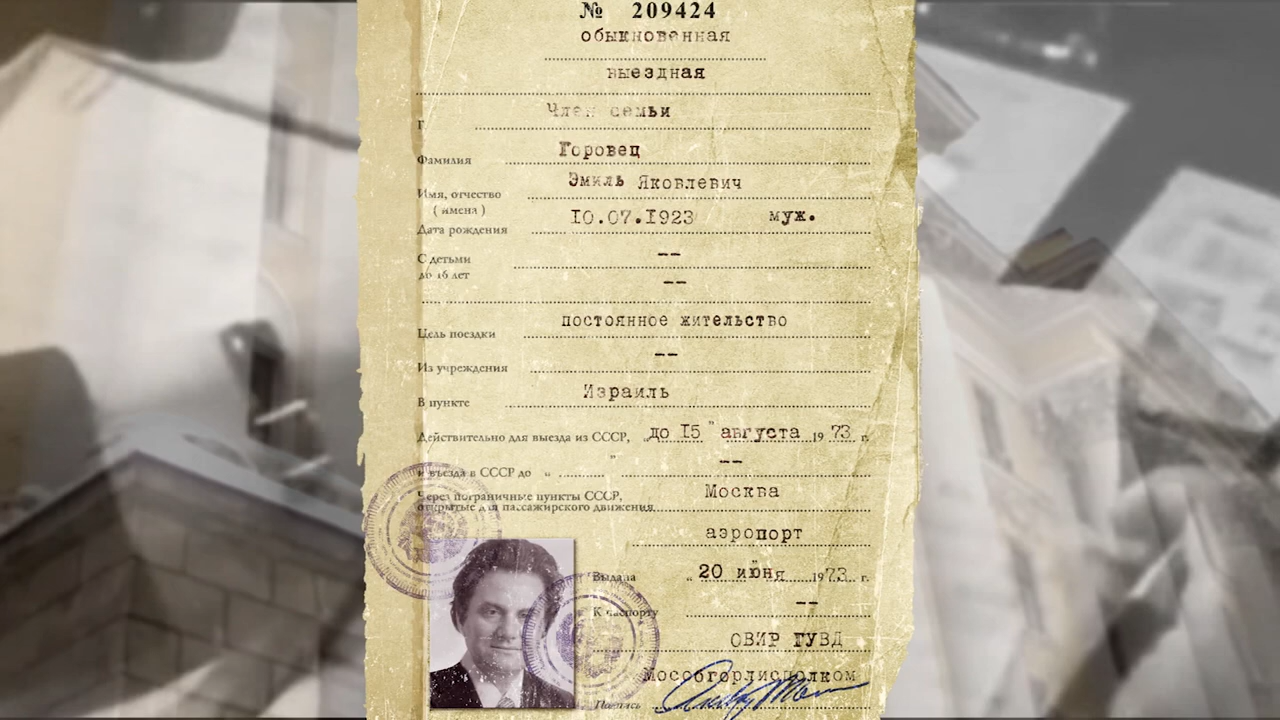 № 209424
обыкновенная
выездная
Член семьи
Г.
Фамилия Горовец
Имя, отчество Эмиль Яковлевич
( имена )
Дата рождения 10.07.1923 муж.
С детьми --
до 16 лет --
Цель поездки постоянное жительство
Из учреждения --
В пункте Израиль
Действительно для выезда из СССР, „до 15" августа 1973 г.
и въезда в СССР до „ " --
Через пограничные пункты СССР, Москва
открытые для пассажирского движения
аэропорт
Выдана „20 июня 1973 г.
К паспорту --
ОВИР ГУВД
Мособгорлисполком
Подпись